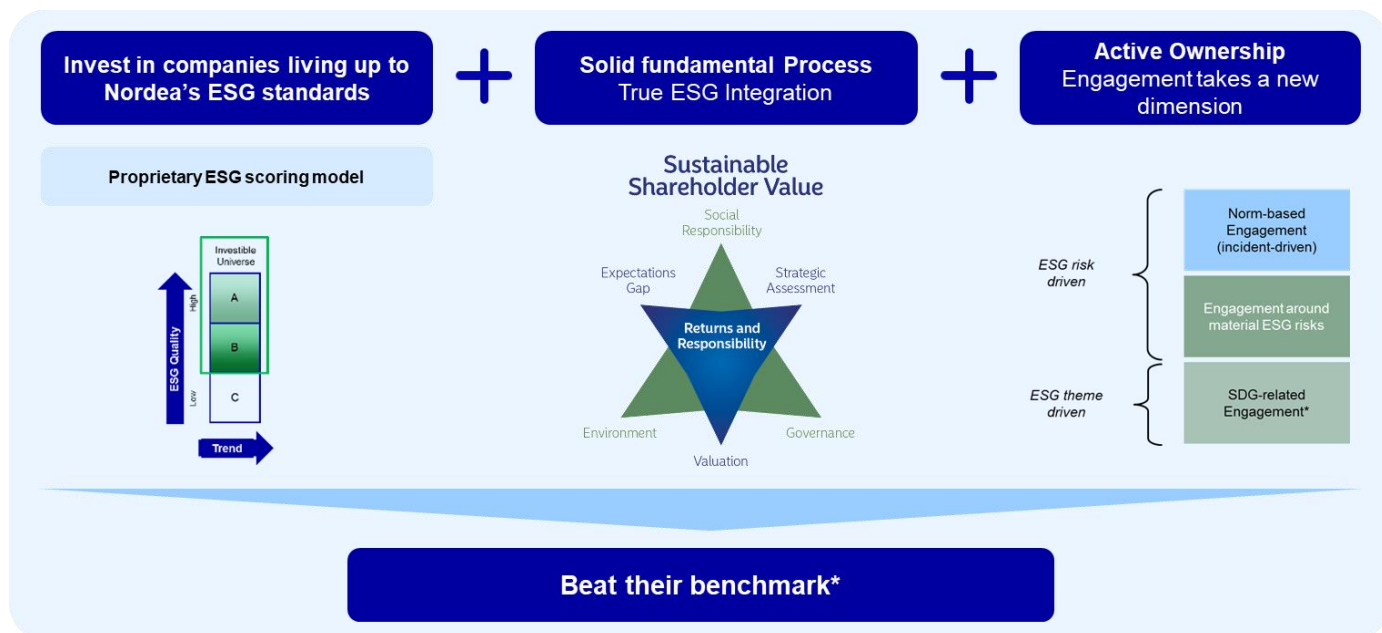 Invest in companies living up to
Nordea's ESG standards
Solid fundamental Process
True ESG Integration
Active Ownership
Engagement takes a new
dimension
Proprietary ESG scoring model
Investible
Universe
A
B
C
High
Low
ESG Quality
Trend
Sustainable
Shareholder Value
Social
Responsibility
Expectations
Gap
Strategic
Assessment
Returns and
Responsibility
Environment
Governance
Valuation
ESG risk
driven
Norm-based
Engagement
(incident-driven)
Engagement around
material ESG risks
ESG theme
driven
SDG-related
Engagement*
Beat their benchmark*